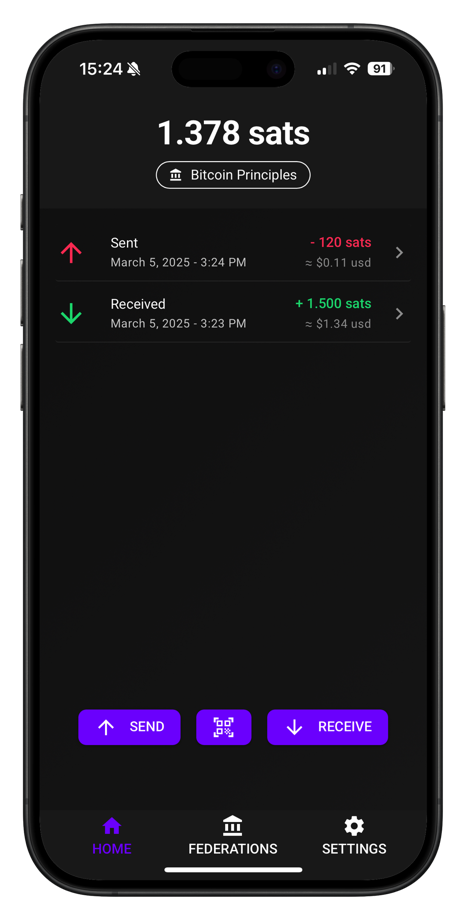 15:24
91
1.378 sats
Bitcoin Principles
Sent
- 120 sats
March 5, 2025 - 3:24 PM
≈ $0.11 usd
Received
+ 1.500 sats
March 5, 2025 - 3:23 PM
≈ $1.34 usd
SEND
RECEIVE
HOME
FEDERATIONS
SETTINGS